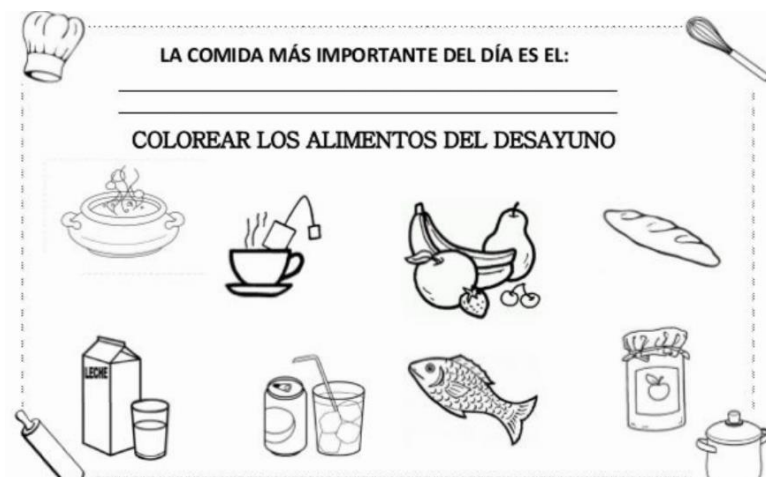 LA COMIDA MÁS IMPORTANTE DEL DÍA ES EL:
COLOREAR LOS ALIMENTOS DEL DESAYUNO
LECHE